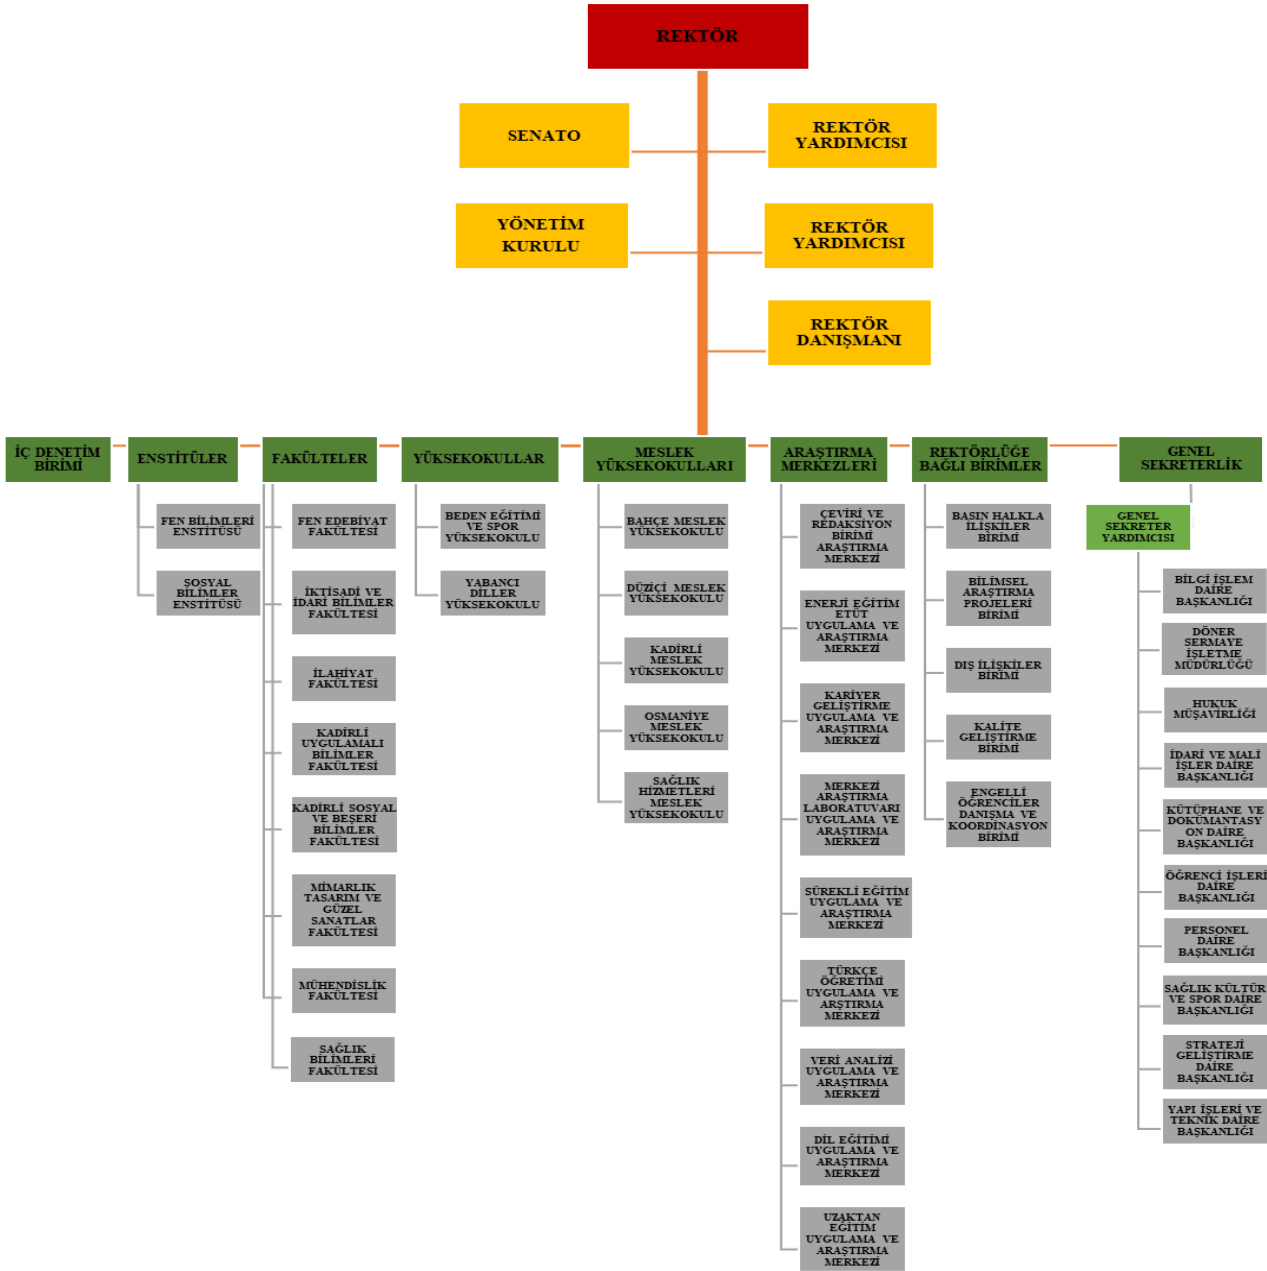 REKTÖR
SENATO
REKTÖR
YARDIMCISI
YÖNETİM
KURULU
REKTÖR
YARDIMCISI
REKTÖR
DANIŞMANI
İÇ DENETİM
BİRİMİ
ENSTİTÜLER
FEN BİLİMLERİ
ENSTİTÜSÜ
SOSYAL
BİLİMLER
ENSTİTÜSÜ
FAKÜLTELER
FEN EDEBİYAT
FAKÜLTESİ
İKTİSADİ VE
İDARİ BİLİMLER
FAKÜLTESİ
İLAHİYAT
FAKÜLTESİ
KADİRLİ
UYGULAMALI
BİLİMLER
FAKÜLTESİ
KADİRLİ SOSYAL
VE BEŞERİ
BİLİMLER
FAKÜLTESİ
MİMARLIK
TASARIM VE
GÜZEL
SANATLAR
FAKÜLTESİ
MÜHENDİSLİK
FAKÜLTESİ
SAĞLIK
BİLİMLERİ
FAKÜLTESİ
YÜKSEKOKULLAR
BEDEN EĞİTİMİ
VE SPOR
YÜKSEKOKULU
YABANCI
DİLLER
YÜKSEKOKULU
MESLEK
YÜKSEKOKULLARI
BAHÇE MESLEK
YÜKSEKOKULU
DÜZİÇİ MESLEK
YÜKSEKOKULU
KADİRLİ
MESLEK
YÜKSEKOKULU
OSMANİYE
MESLEK
YÜKSEKOKULU
SAĞLIK
HİZMETLERİ
MESLEK
YÜKSEKOKULU
ARAŞTIRMA
MERKEZLERİ
ÇEVİRİ VE
REDAKSİYON
BİRİMİ
ARAŞTIRMA
MERKEZİ
ENERJİ EĞİTİM
ETÜT
UYGULAMA VE
ARAŞTIRMA
MERKEZİ
KARİYER
GELİŞTİRME
UYGULAMA VE
ARAŞTIRMA
MERKEZİ
MERKEZİ
ARAŞTIRMA
LABORATUVARI
UYGULAMA VE
ARAŞTIRMA
MERKEZİ
SÜREKLİ EĞİTİM
UYGULAMA VE
ARAŞTIRMA
MERKEZİ
TÜRKÇE
ÖĞRETİMİ
UYGULAMA VE
ARŞTIRMA
MERKEZİ
VERİ ANALİZİ
UYGULAMA VE
ARAŞTIRMA
MERKEZİ
DİL EĞİTİMİ
UYGULAMA VE
ARAŞTIRMA
MERKEZİ
UZAKTAN
EĞİTİM
UYGULAMA VE
ARAŞTIRMA
MERKEZİ
REKTÖRLÜĞE
BAĞLI BİRİMLER
BASIN HALKLA
İLİŞKİLER
BİRİMİ
BİLİMSEL
ARAŞTIRMA
PROJELERİ
BİRİMİ
DIŞ İLİŞKİLER
BİRİMİ
KALİTE
GELİŞTİRME
BİRİMİ
ENGELLİ
ÖĞRENCİLER
DANIŞMA VE
KOORDİNASYON
BİRİMİ
GENEL
SEKRETERLİK
GENEL
SEKRETER
YARDIMCISI
BİLGİ İŞLEM
DAİRE
BAŞKANLIĞI
DÖNER
SERMAYE
İŞLETME
MÜDÜRLÜĞÜ
HUKUK
MÜŞAVİRLİĞİ
İDARİ VE MALİ
İŞLER DAİRE
BAŞKANLIĞI
KÜTÜPHANE VE
DOKÜMANTASY
ON DAİRE
BAŞKANLIĞI
ÖĞRENCİ İŞLERİ
DAİRE
BAŞKANLIĞI
PERSONEL
DAİRE
BAŞKANLIĞI
SAĞLIK KÜLTÜR
VE SPOR DAİRE
BAŞKANLIĞI
STRATEJİ
GELİŞTİRME
DAİRE
BAŞKANLIĞI
YAPI İŞLERİ VE
TEKNİK DAİRE
BAŞKANLIĞI